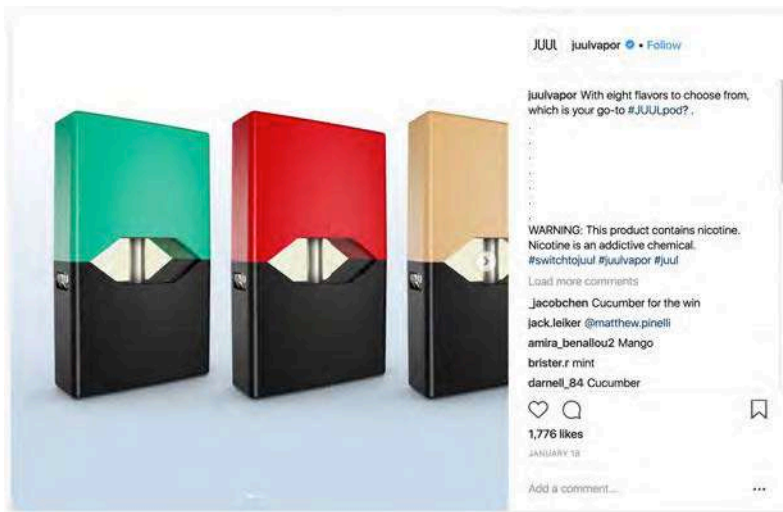 JUUL juulvapor • Follow
juulvapor With eight flavors to choose from,
which is your go-to #JUULpod? .
.
.
.
.
.
.
.
WARNING: This product contains nicotine.
Nicotine is an addictive chemical.
#switchtojuul #juulvapor #juul
Load more comments
_jacobchen Cucumber for the win
jack.leiker @matthew.pinelli
amira_benallou2 Mango
brister.r mint
darnell_84 Cucumber
1,776 likes
JANUARY 18
Add a comment...